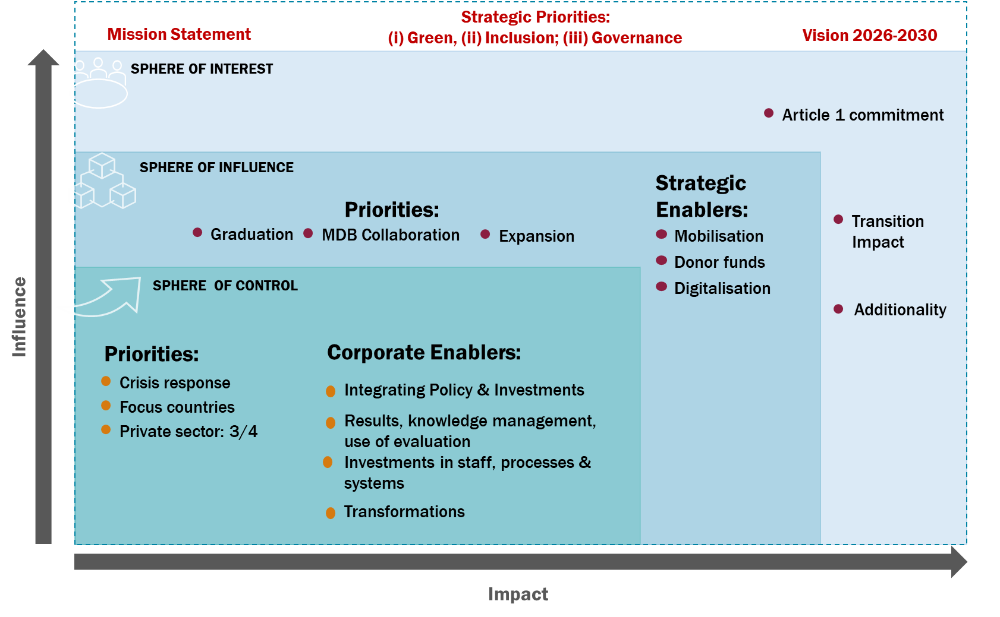 Mission Statement
Strategic Priorities:
(i) Green, (ii) Inclusion; (iii) Governance
Vision 2026-2030
SPHERE OF INTEREST
Article 1 commitment
SPHERE OF INFLUENCE
Priorities:
Graduation
MDB Collaboration
Expansion
Strategic
Enablers:
Mobilisation
Donor funds
Digitalisation
Transition
Impact
Additionality
SPHERE OF CONTROL
Priorities:
Crisis response
Focus countries
Private sector: 3/4
Corporate Enablers:
Integrating Policy & Investments
Results, knowledge management,
use of evaluation
Investments in staff, processes &
systems
Transformations
Influence
Impact